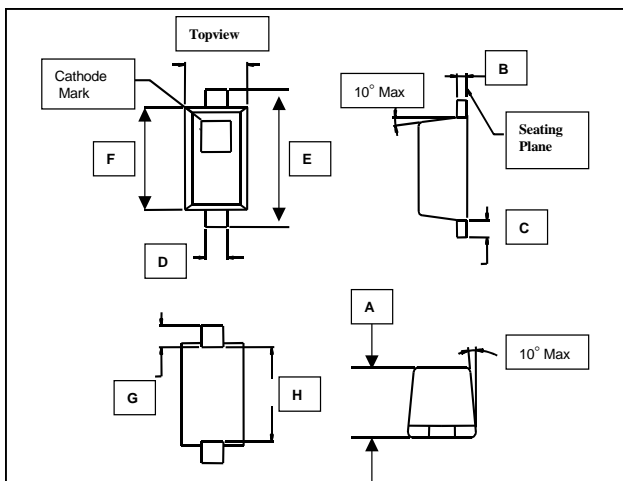 Topview
Cathode
Mark
B
10° Max
F
E
Seating
Plane
D
C
A
10° Max
G
H